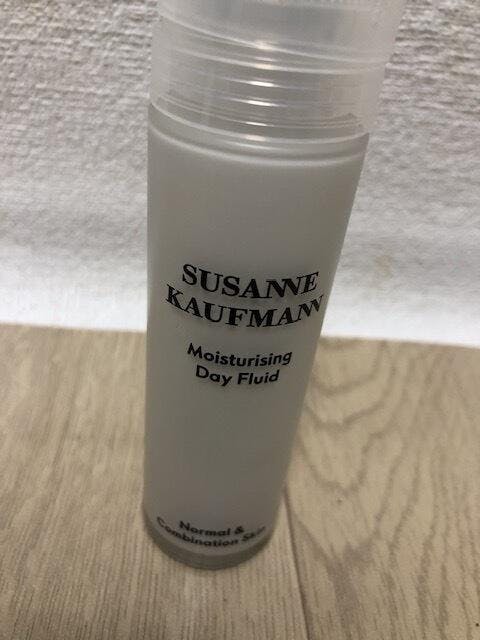 SUSANNE
KAUFMANN
Moisturising
Day Fluid
Normal &
Combination Skin